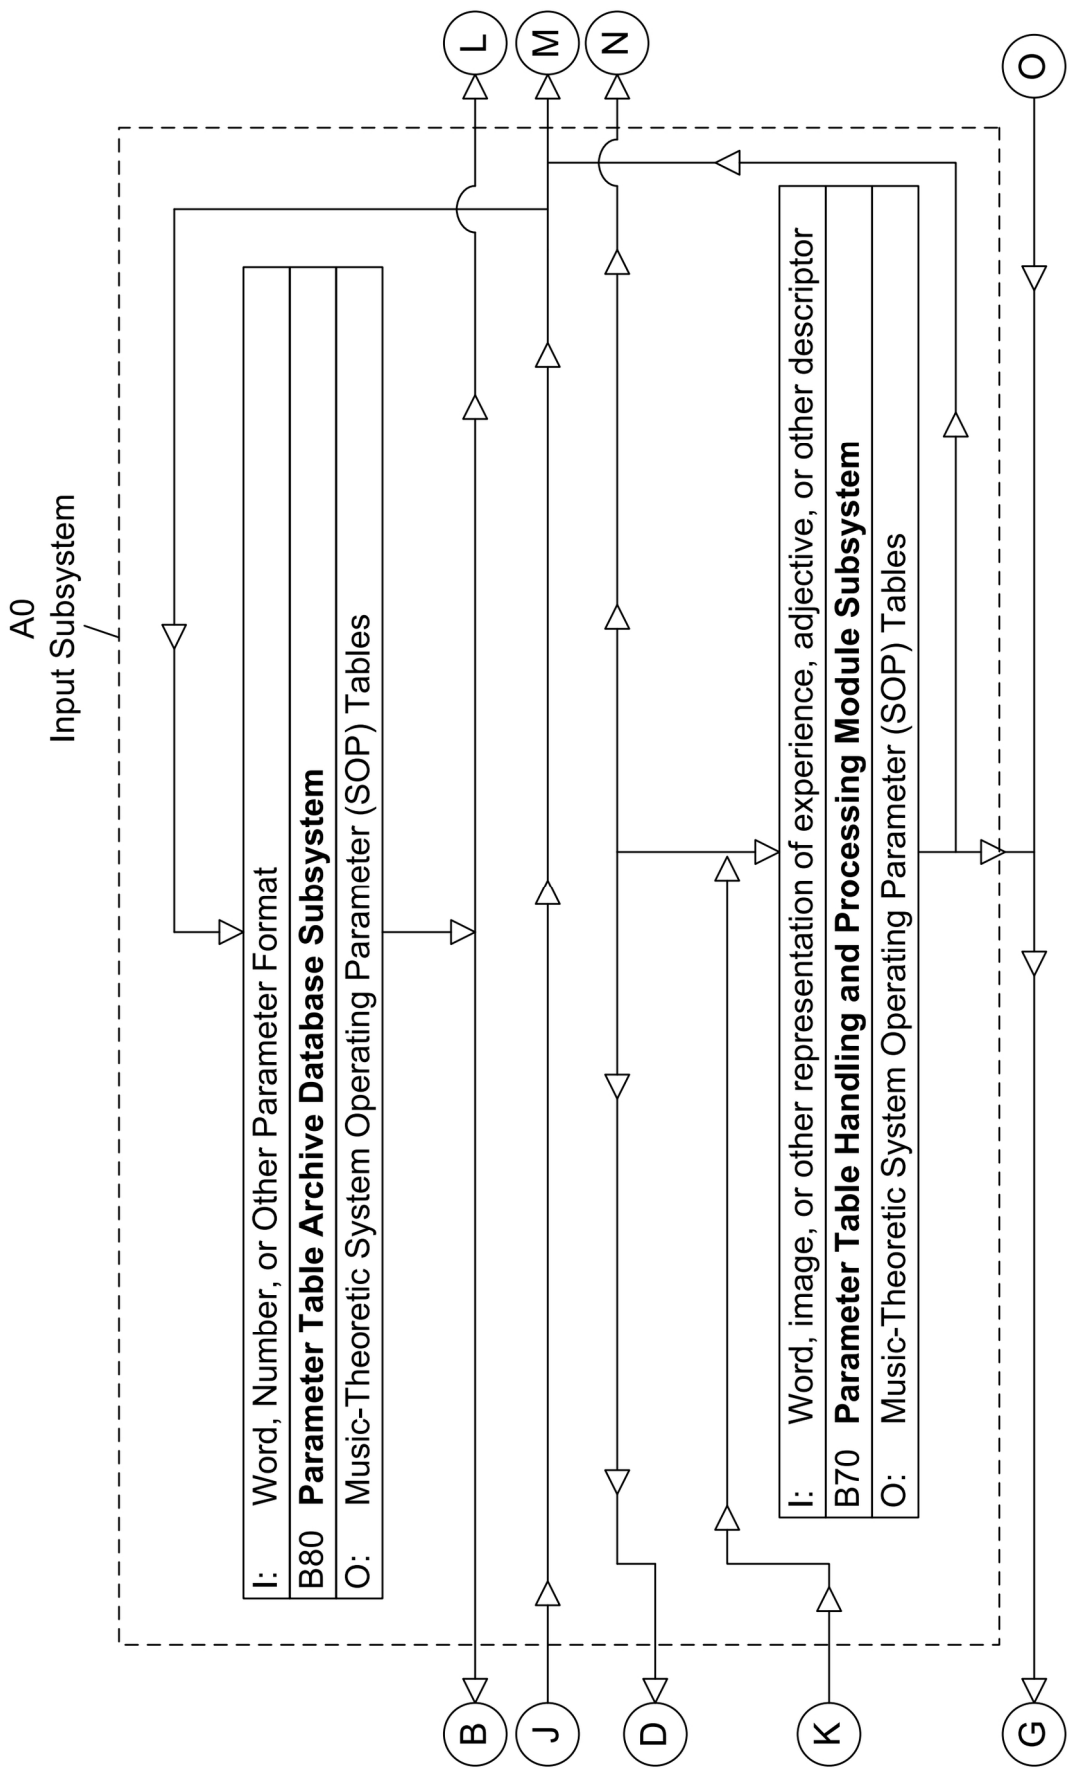 A0
Input Subsystem
I: Word, Number, or Other Parameter Format
B80 Parameter Table Archive Database Subsystem
O: Music-Theoretic System Operating Parameter (SOP) Tables
B
L
J
M
D
N
K
I: Word, image, or other representation of experience, adjective, or other descriptor
B70 Parameter Table Handling and Processing Module Subsystem
O: Music-Theoretic System Operating Parameter (SOP) Tables
G
O